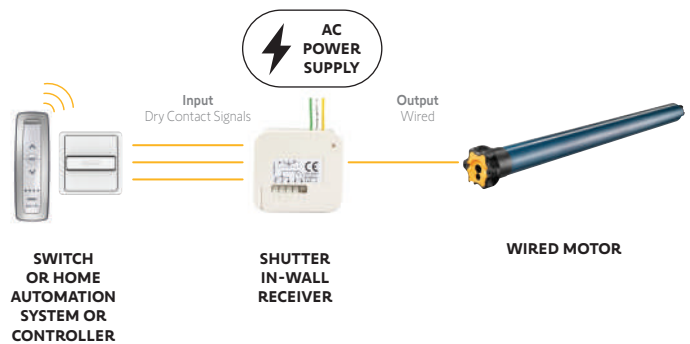 AC
POWER
SUPPLY
Input
Dry Contact Signals
Output
Wired
CE
SWITCH
OR HOME
AUTOMATION
SYSTEM OR
CONTROLLER
SHUTTER
IN-WALL
RECEIVER
WIRED MOTOR